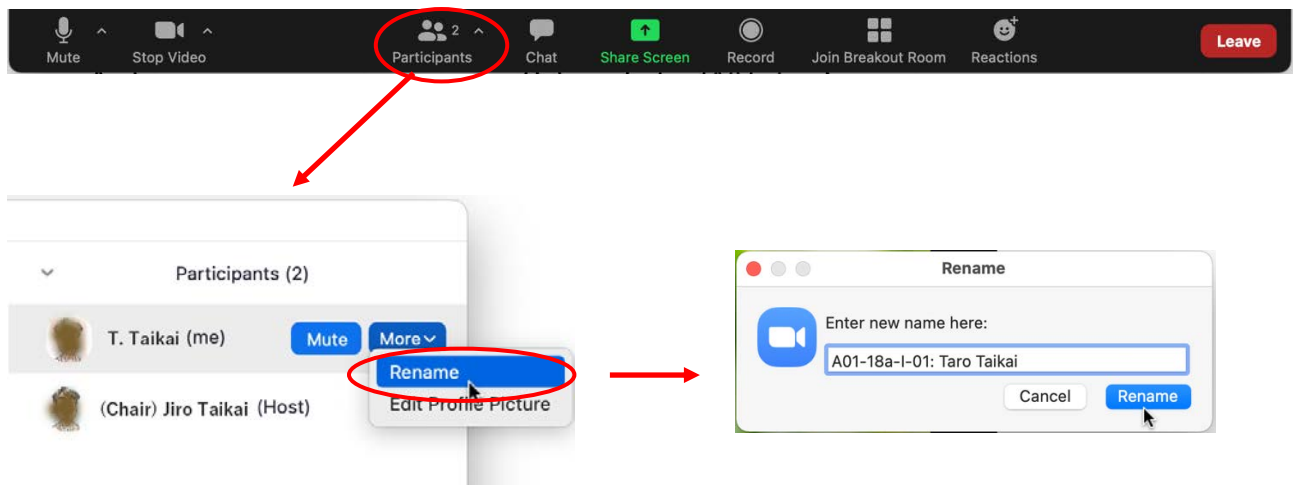 2
Mute Stop Video Participants Chat Share Screen Record Join Breakout Room Reactions Leave
Participants (2)
T. Taikai (me) Mute More
Rename
(Chair) Jiro Taikai (Host) Edit Profile Picture
Rename
Enter new name here:
A01-18a-I-01: Taro Taikai
Cancel Rename